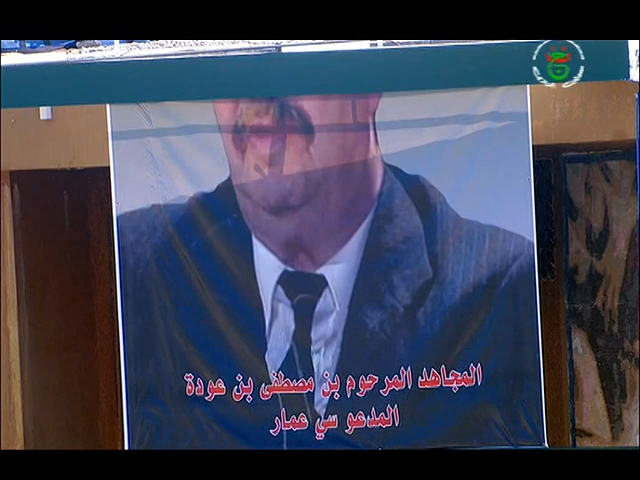 المجاهد المرحوم بن مصطفى بن عودة
المدعو سي عمار